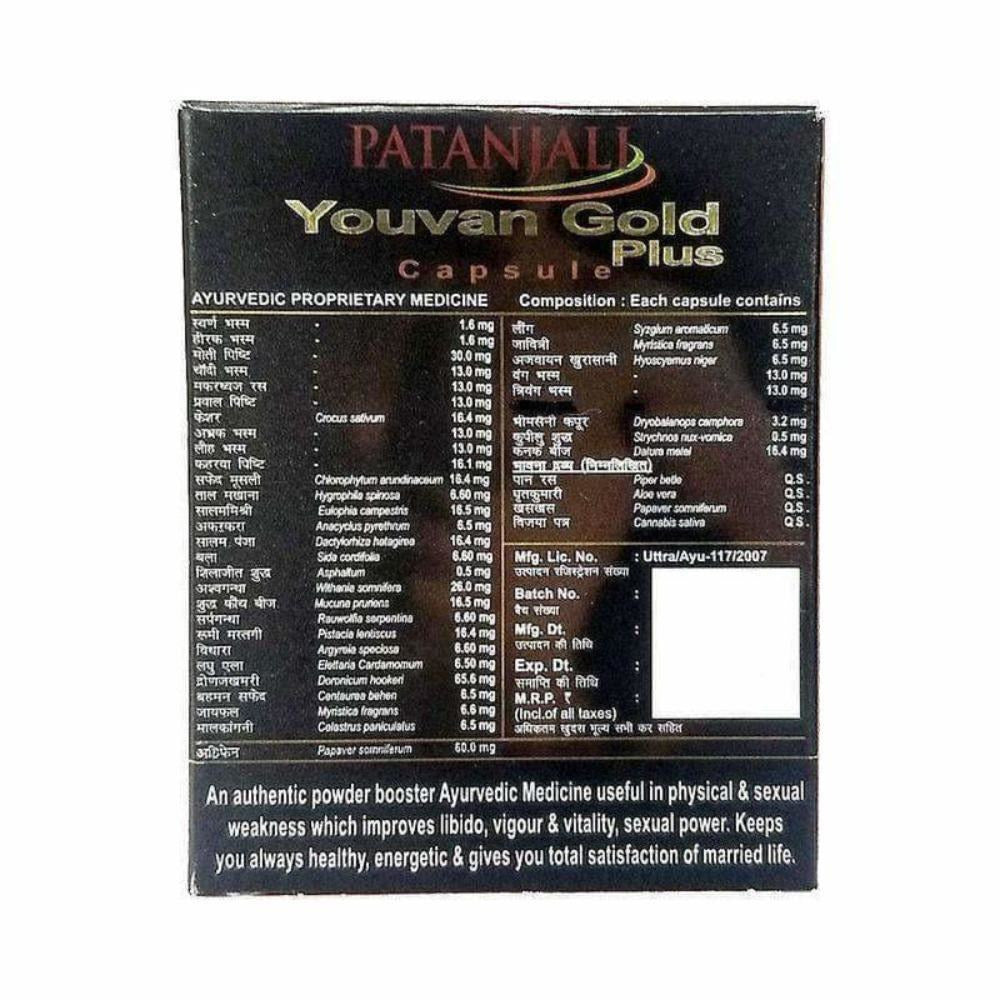 PATANJALI
Youvan Gold
Plus
Capsule
AYURVEDIC PROPRIETARY MEDICINE
स्वर्ण भस्म - 1.6 mg
हीरक भस्म - 1.6 mg
मोती पिष्टि - 30.0 mg
चाँदी भस्म - 13.0 mg
मकरध्वज रस - 13.0 mg
प्रवाल पिष्टि - 13.0 mg
केशर Crocus sativum 16.4 mg
अभ्रक भस्म - 13.0 mg
लौह भस्म - 13.0 mg
कहरवा पिष्टि - 16.1 mg
सफेद मूसली Chlorophytum arundinaceum 16.4 mg
ताल मखाना Hygrophila spinosa 6.60 mg
सालममिश्री Eulophia campestris 16.5 mg
अकरकरा Anacyclus pyrethrum 6.5 mg
सालम पंजा Dactylorhiza hatagirea 16.4 mg
बला Sida cordifolia 6.60 mg
शिलाजीत शुद्ध Asphaltum 0.5 mg
अश्वगन्धा Withania somnifera 26.0 mg
शुद्ध कौंच बीज Mucuna pruriens 16.5 mg
सर्पगन्धा Rauwolfia serpentina 6.60 mg
रूमी मस्तगी Pistacia lentiscus 16.4 mg
विधारा Argyreia speciosa 6.60 mg
लघु एला Elettaria Cardamomum 6.50 mg
द्रोणजखमरी Doronicum hookeri 65.6 mg
बहमन सफेद Centaurea behen 6.5 mg
जायफल Myristica fragrans 6.6 mg
मालकांगनी Celastrus paniculatus 6.5 mg
अहिफेन Papaver somniferum 60.0 mg
Composition : Each capsule contains
लौंग Syzgium aromaticum 6.5 mg
जावित्री Myristica fragrans 6.5 mg
अजवायन खुरासानी Hyoscyamus niger 6.5 mg
वंग भस्म - 13.0 mg
त्रिवंग भस्म - 13.0 mg
भीमसेनी कपूर Dryobalanops camphora 3.2 mg
कुपीलु शुद्ध Strychnos nux-vomica 0.5 mg
कनक बीज Datura metel 16.4 mg
भावना द्रव्य (निम्नलिखित)
पान रस Piper betle Q.S.
घृतकुमारी Aloe vera Q.S.
खसखस Papaver somniferum Q.S.
विजया पत्र Cannabis sativa Q.S.
Mfg. Lic. No. : Uttra/Ayu-117/2007
उत्पादन रजिस्ट्रेशन संख्या
Batch No. :
बैच संख्या
Mfg. Dt. :
उत्पादन की तिथि
Exp. Dt. :
समाप्ति की तिथि
M.R.P. ₹ :
(Incl.of all taxes)
अधिकतम खुदरा मूल्य सभी कर सहित
An authentic powder booster Ayurvedic Medicine useful in physical & sexual
weakness which improves libido, vigour & vitality, sexual power. Keeps
you always healthy, energetic & gives you total satisfaction of married life.